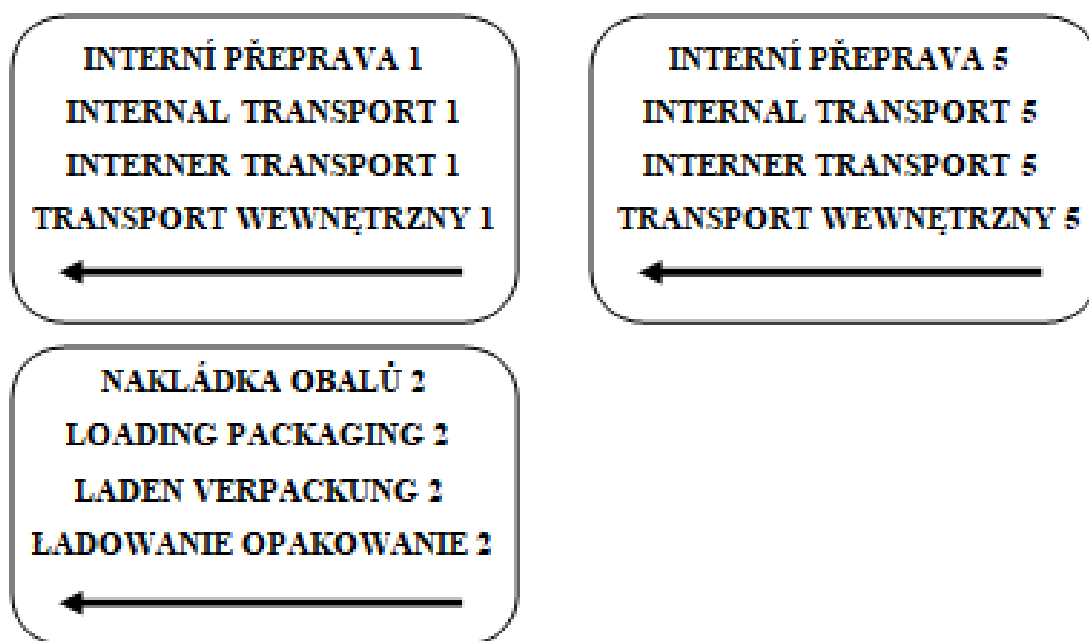 INTERNÍ PŘEPRAVA 1
INTERNAL TRANSPORT 1
INTERNER TRANSPORT 1
TRANSPORT WEWNĘTRZNY 1
INTERNÍ PŘEPRAVA 5
INTERNAL TRANSPORT 5
INTERNER TRANSPORT 5
TRANSPORT WEWNĘTRZNY 5
NAKLÁDKA OBALŮ 2
LOADING PACKAGING 2
LADEN VERPACKUNG 2
ŁADOWANIE OPAKOWANIE 2